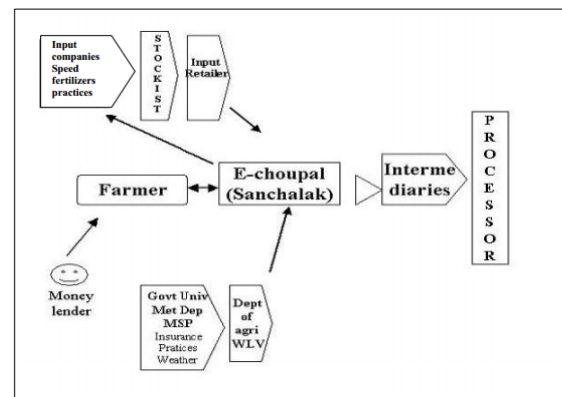 Input
companies
Speed
fertilizers
practices
S
T
O
C
K
I
S
T
Input
Retailer
P
R
O
C
E
S
S
O
R
Farmer
E-choupal
(Sanchalak)
Interme
diaries
Money
lender
Govt Univ
Met Dep
MSP
Insurance
Pratices
Weather
Dept
of
agri
WLV